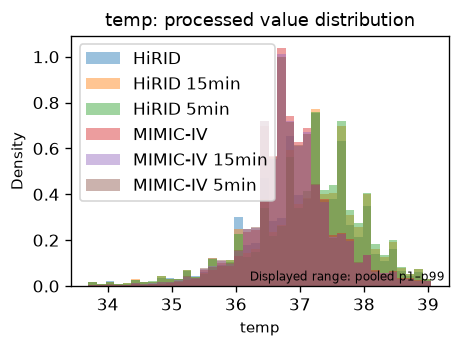 temp: processed value distribution
Density
1.0
0.8
0.6
0.4
0.2
0.0
HiRID
HiRID 15min
HiRID 5min
MIMIC-IV
MIMIC-IV 15min
MIMIC-IV 5min
Displayed range: pooled p1–p99
34 35 36 37 38 39
temp